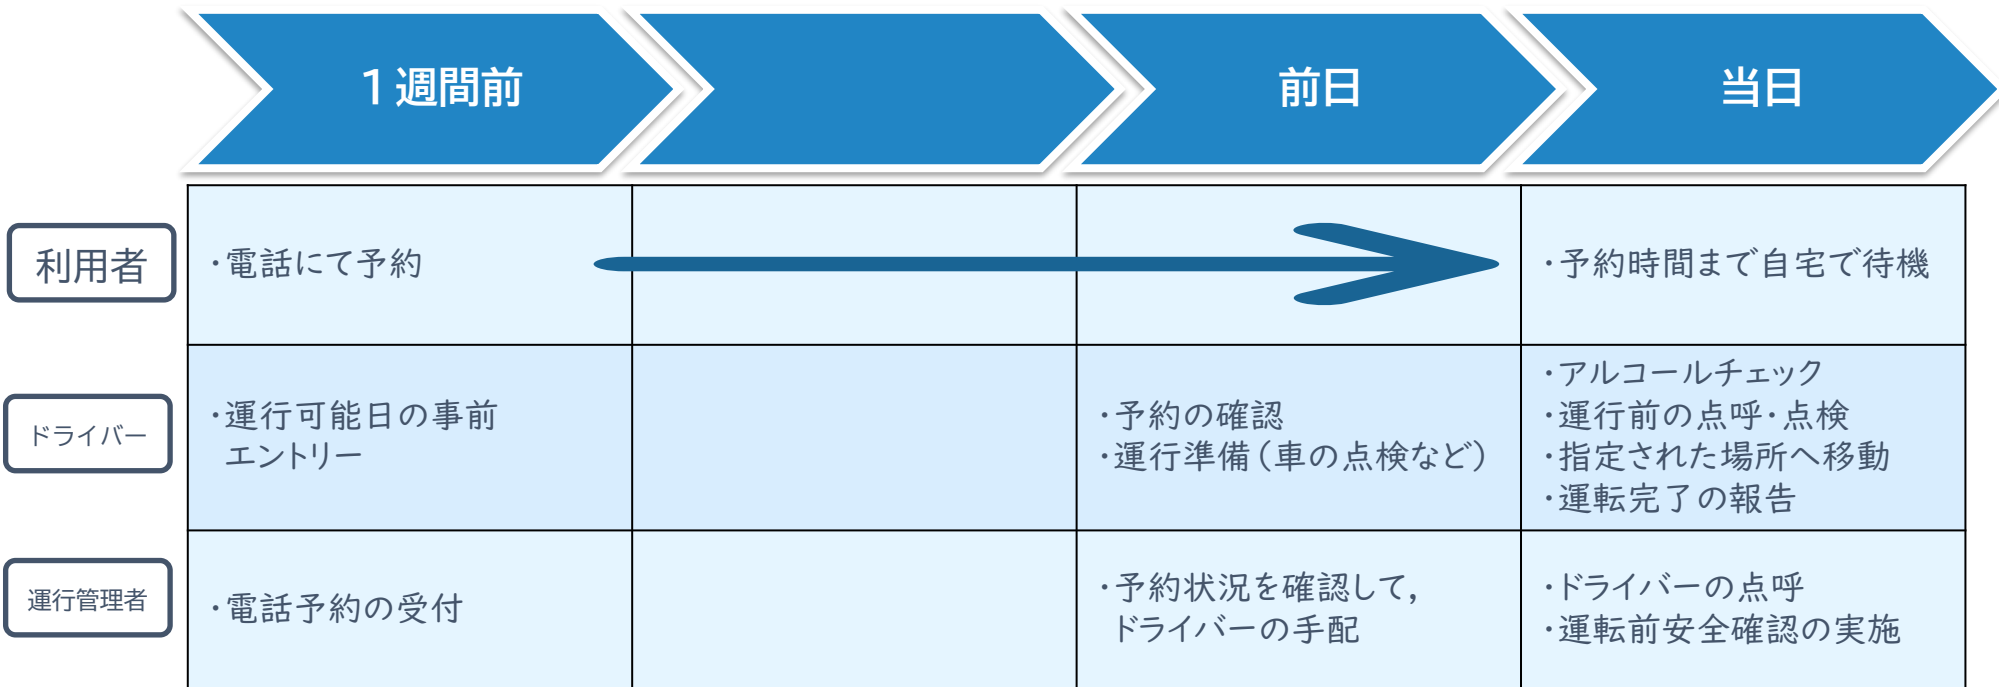 １週間前
前日
当日
利用者
・電話にて予約
・予約時間まで自宅で待機
ドライバー
・運行可能日の事前
エントリー
・予約の確認
・運行準備（車の点検など）
・アルコールチェック
・運行前の点呼・点検
・指定された場所へ移動
・運転完了の報告
運行管理者
・電話予約の受付
・予約状況を確認して，
ドライバーの手配
・ドライバーの点呼
・運転前安全確認の実施